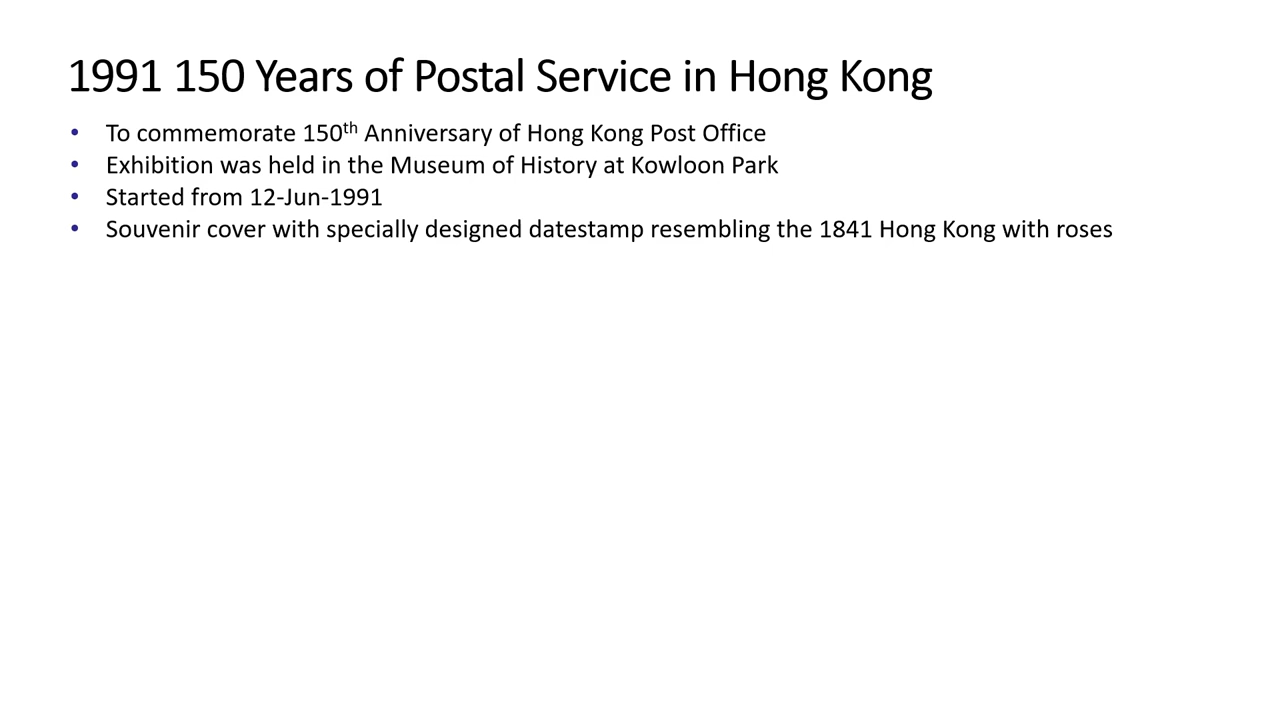 1991 150 Years of Postal Service in Hong Kong
• To commemorate 150th Anniversary of Hong Kong Post Office
• Exhibition was held in the Museum of History at Kowloon Park
• Started from 12-Jun-1991
• Souvenir cover with specially designed datestamp resembling the 1841 Hong Kong with roses